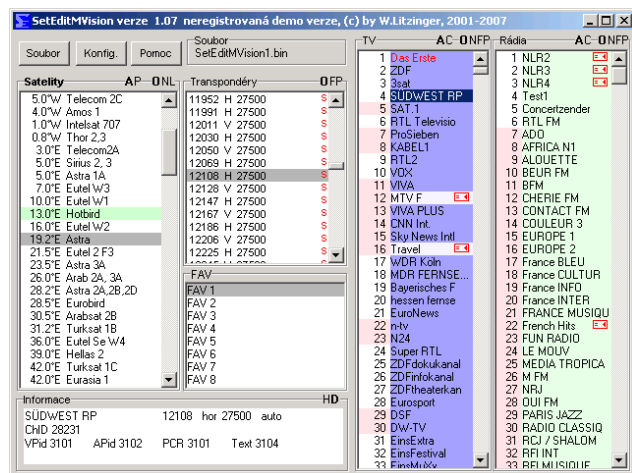 SetEditMVision verze 1.07 neregistrovaná demo verze, (c) by W.Litzinger, 2001-2007
Soubor
Konfig.
Pomoc
Soubor
SetEditMVision1.bin
Satelity AP ONL
5.0°W Telecom 2C
4.0°W Amos 1
1.0°W Intelsat 707
0.8°W Thor 2,3
3.0°E Telecom2A
5.0°E Sirius 2, 3
5.0°E Astra 1A
7.0°E Eutel W3
10.0°E Eutel W1
13.0°E Hotbird
16.0°E Eutel W2
19.2°E Astra
21.5°E Eutel 2 F3
23.5°E Astra 3A
26.0°E Arab 2A, 3A
28.2°E Astra 2A,2B,2D
28.5°E Eurobird
30.5°E Arabsat 2B
31.2°E Turksat 1B
36.0°E Eutel Se W4
39.0°E Hellas 2
42.0°E Turksat 1C
42.0°E Eurasia 1
Transpondéry OFP
11952 H 27500 S
11991 H 27500 S
12011 V 27500 S
12030 H 27500 S
12050 V 27500 S
12069 H 27500 S
12108 H 27500 S
12128 V 27500 S
12147 H 27500 S
12167 V 27500 S
12186 H 27500 S
12206 V 27500 S
12225 H 27500 S
FAV
FAV 1
FAV 2
FAV 3
FAV 4
FAV 5
FAV 6
FAV 7
FAV 8
Informace HD
SÜDWEST RP 12108 hor 27500 auto
ChID 28231
VPid 3101 APid 3102 PCR 3101 Text 3104
TV AC ONFP
1 Das Erste
2 ZDF
3 3sat
4 SÜDWEST RP
5 SAT.1
6 RTL Televisio
7 ProSieben
8 KABEL1
9 RTL2
10 VOX
11 VIVA
12 MTV F
13 VIVA PLUS
14 CNN Int.
15 Sky News Intl
16 Travel
17 WDR Köln
18 MDR FERNSE...
19 Bayerisches F
20 hessen fernse
21 EuroNews
22 n-tv
23 N24
24 Super RTL
25 ZDFdokukanal
26 ZDFinfokanal
27 ZDFtheaterkan
28 Eurosport
29 DSF
30 DW-TV
31 EinsExtra
32 EinsFestival
33 EinsMuXx
Rádia AC ONFP
1 NLR2
2 NLR3
3 NLR4
4 Test1
5 Concertzender
6 RTL FM
7 ADO
8 AFRICA N1
9 ALOUETTE
10 BEUR FM
11 BFM
12 CHERIE FM
13 CONTACT FM
14 COULEUR 3
15 EUROPE 1
16 EUROPE 2
17 France BLEU
18 France CULTUR
19 France INFO
20 France INTER
21 FRANCE MUSIQU
22 French Hits
23 FUN RADIO
24 LE MOUV
25 MEDIA TROPICA
26 M FM
27 NRJ
28 OUI FM
29 PARIS JAZZ
30 RADIO CLASSIQ
31 RCJ / SHALOM
32 RFI INT
33 RFI MUSIQUE